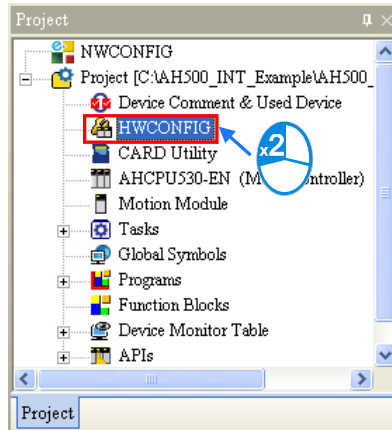 Project
NWCONFIG
Project [C:\AH500_INT_Example\AH500_
Device Comment & Used Device
HWCONFIG
x2
CARD Utility
AHCPU530-EN (M ntroller)
Motion Module
Tasks
Global Symbols
Programs
Function Blocks
Device Monitor Table
APIs
Project